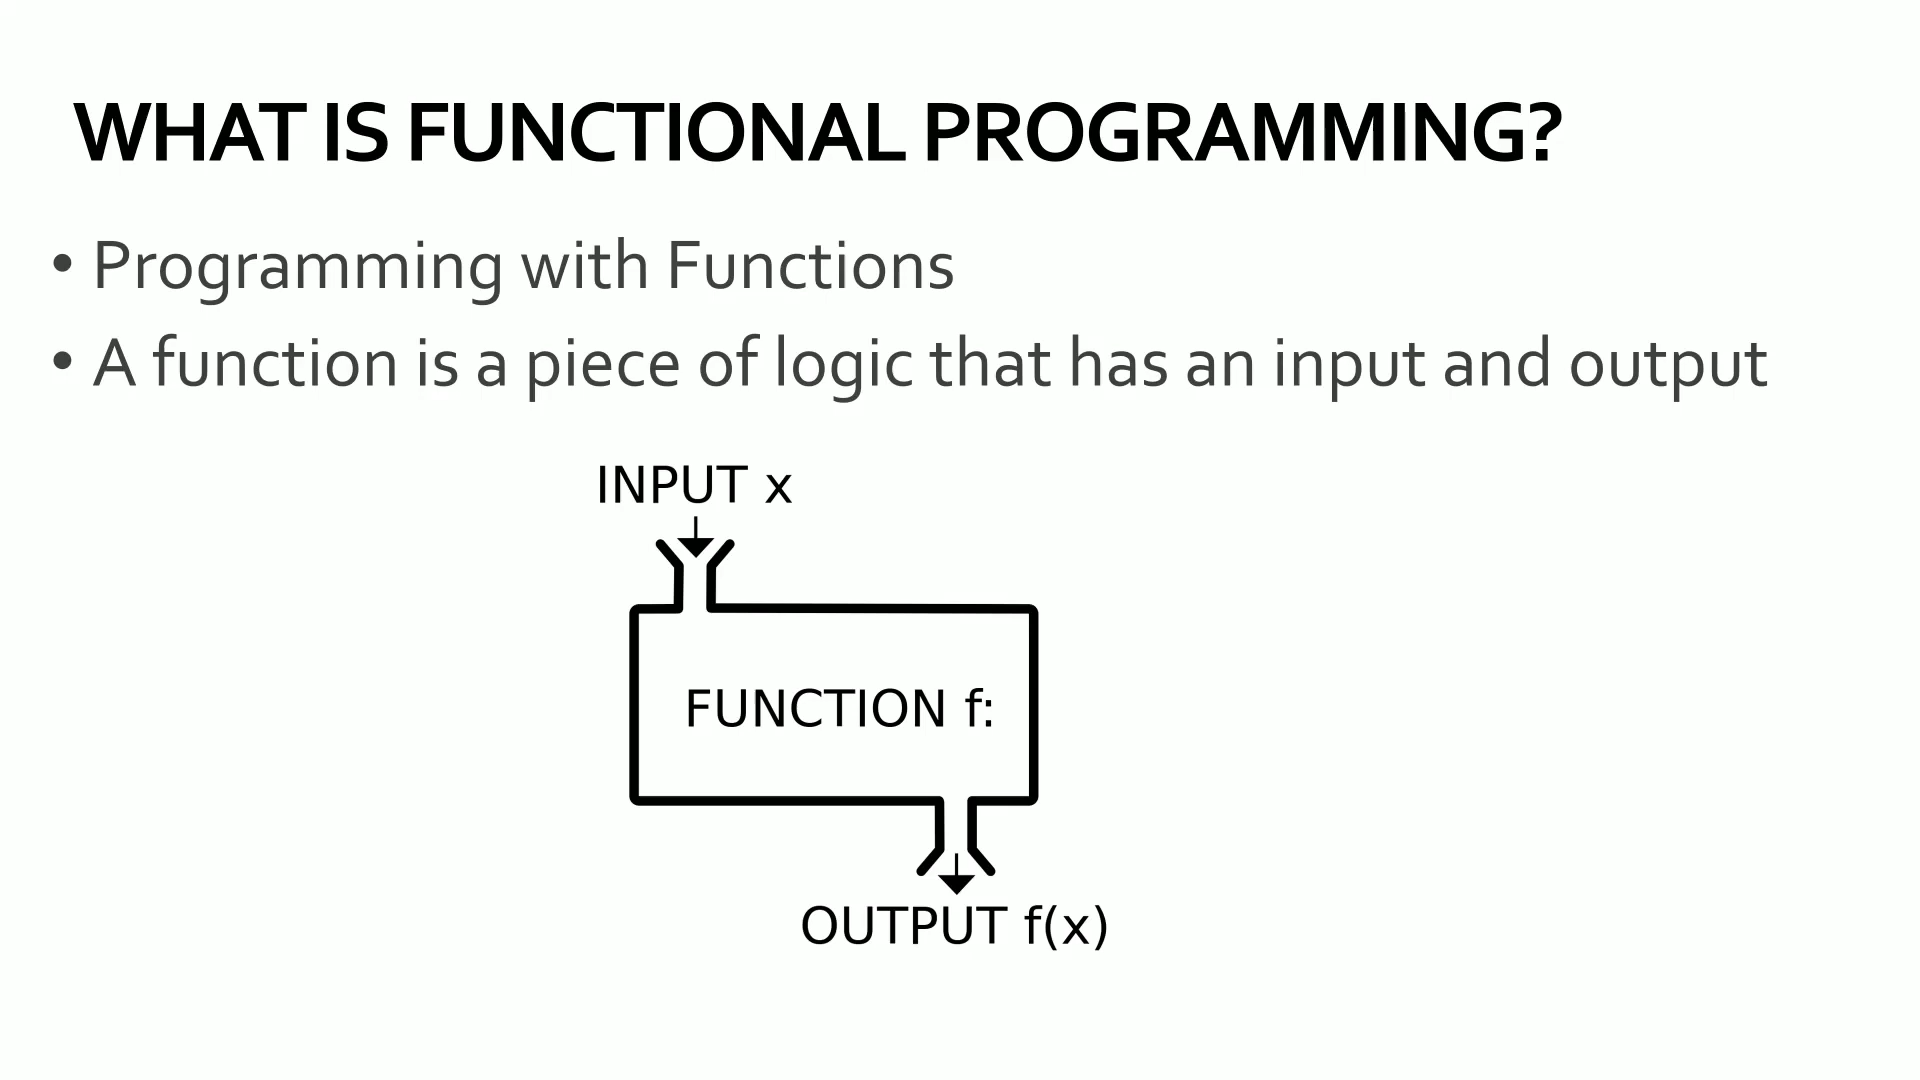 WHAT IS FUNCTIONAL PROGRAMMING?
• Programming with Functions
• A function is a piece of logic that has an input and output
INPUT x
FUNCTION f:
OUTPUT f(x)